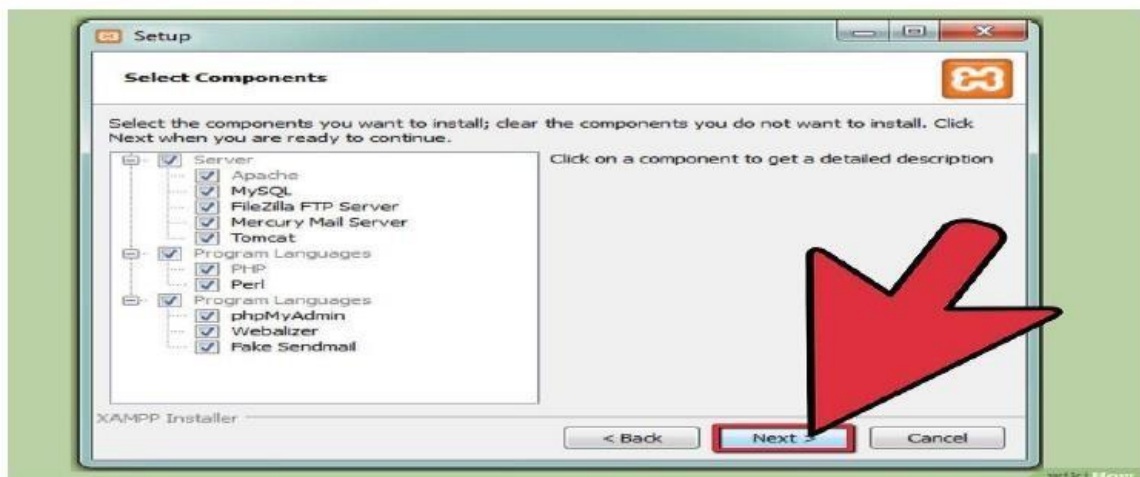 Setup
Select Components
Select the components you want to install; clear the components you do not want to install. Click
Next when you are ready to continue.
Server
Apache
MySQL
FileZilla FTP Server
Mercury Mail Server
Tomcat
Program Languages
PHP
Perl
Program Languages
phpMyAdmin
Webalizer
Fake Sendmail
Click on a component to get a detailed description
XAMPP Installer
< Back
Next >
Cancel